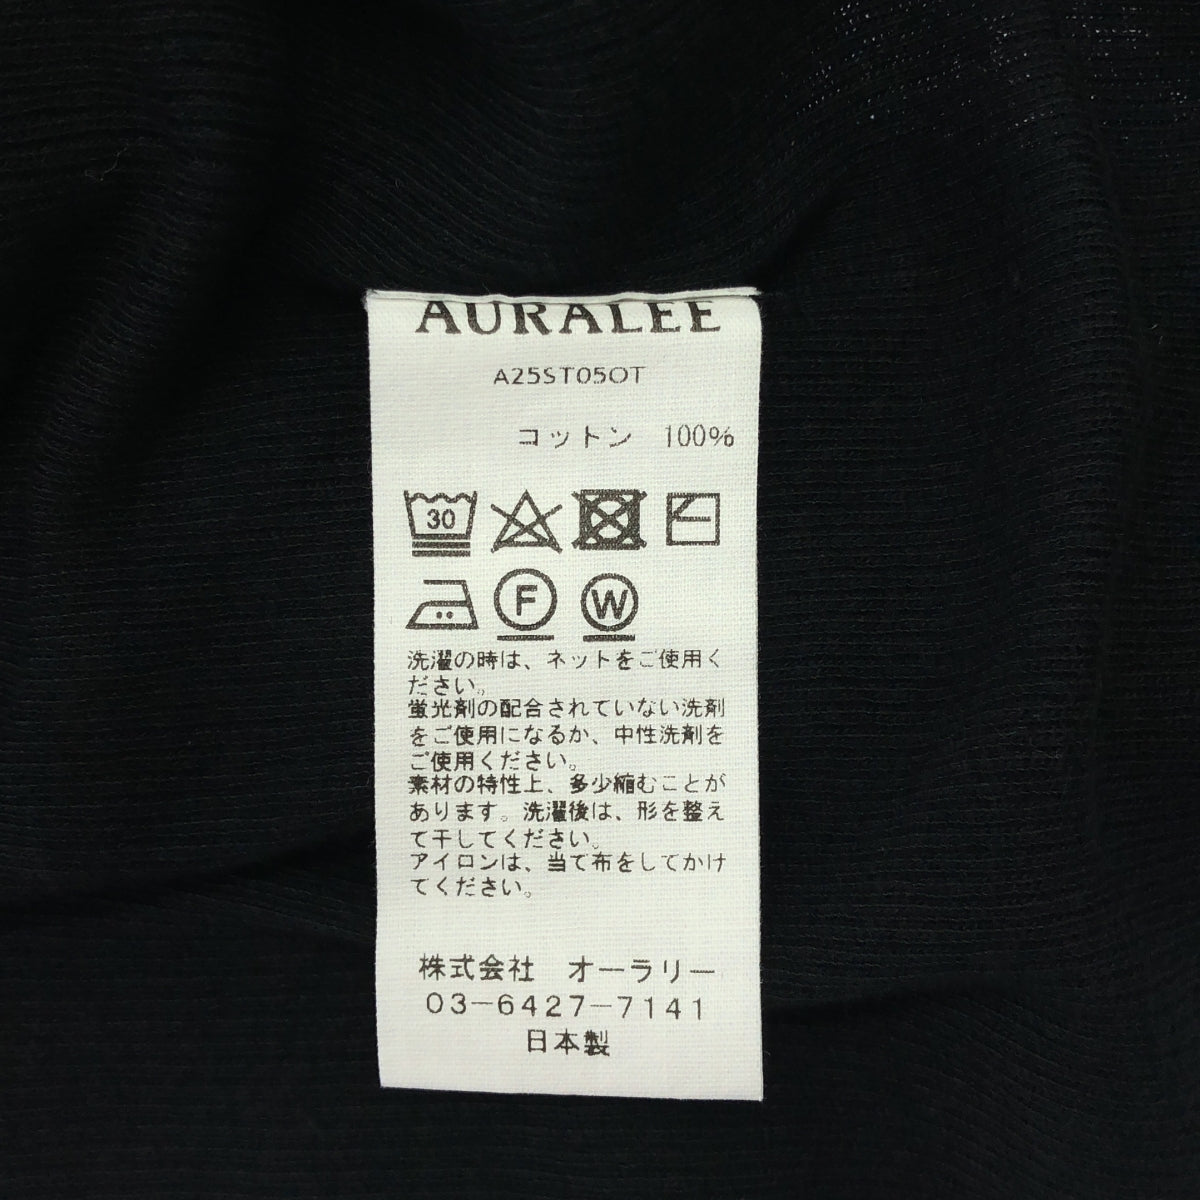 AURALEE
A25ST05OT
コットン 100%
30
F W
洗濯の時は、ネットをご使用く
ださい。
蛍光剤の配合されていない洗剤
をご使用になるか、中性洗剤を
ご使用ください。
素材の特性上、多少縮むことが
あります。洗濯後は、形を整え
て干してください。
アイロンは、当て布をしてかけ
てください。
株式会社 オーラリー
03-6427-7141
日本製